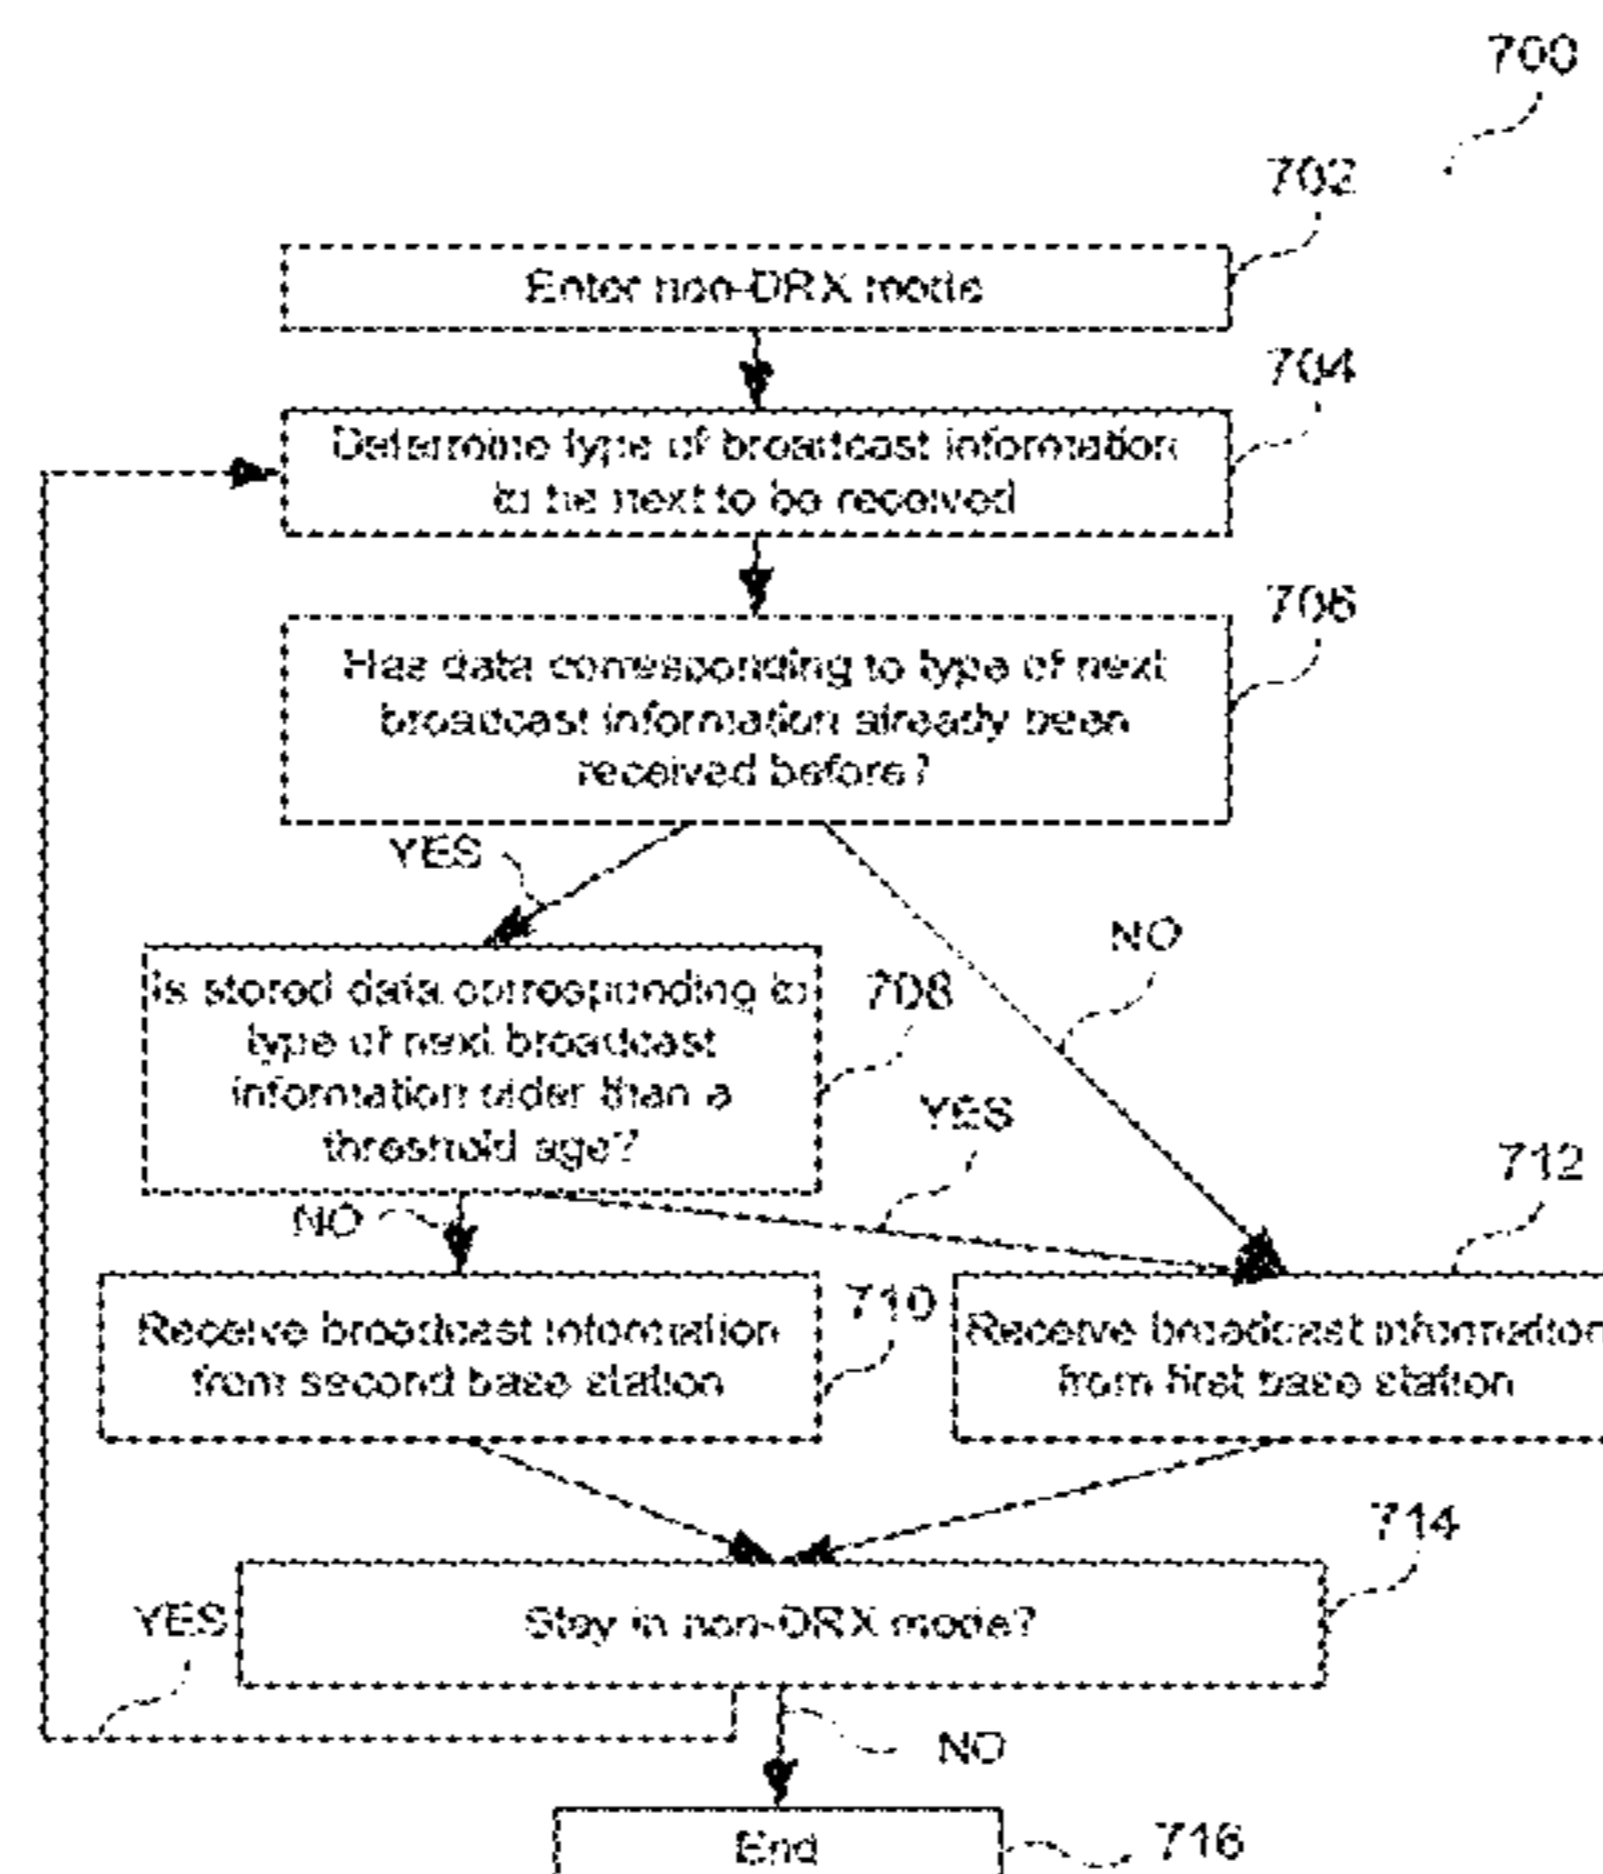 700
702
Enter non-DRX mode
704
Determine type of broadcast information
to be next to be received
706
Has data corresponding to type of next
broadcast information already been
received before?
YES
NO
Is stored data corresponding to
type of next broadcast
information older than a
threshold age?
708
YES
NO
712
Receive broadcast information
from second base station
710
Receive broadcast information
from first base station
714
Stay in non-DRX mode?
YES
NO
End
716